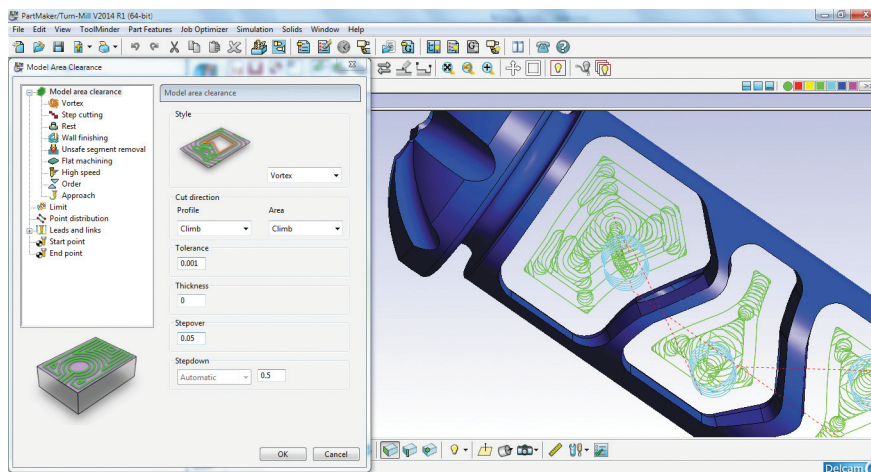 PartMaker/Turn-Mill V2014 R1 (64-bit)
File Edit View ToolMinder Part Features Job Optimizer Simulation Solids Window Help
Model Area Clearance
Model area clearance
Vortex
Step cutting
Rest
Wall finishing
Unsafe segment removal
Flat machining
High speed
Order
Approach
Limit
Point distribution
Leads and links
Start point
End point
Model area clearance
Style
Vortex
Cut direction
Profile Area
Climb Climb
Tolerance
0.001
Thickness
0
Stepover
0.05
Stepdown
Automatic 0.5
OK Cancel
Delcam